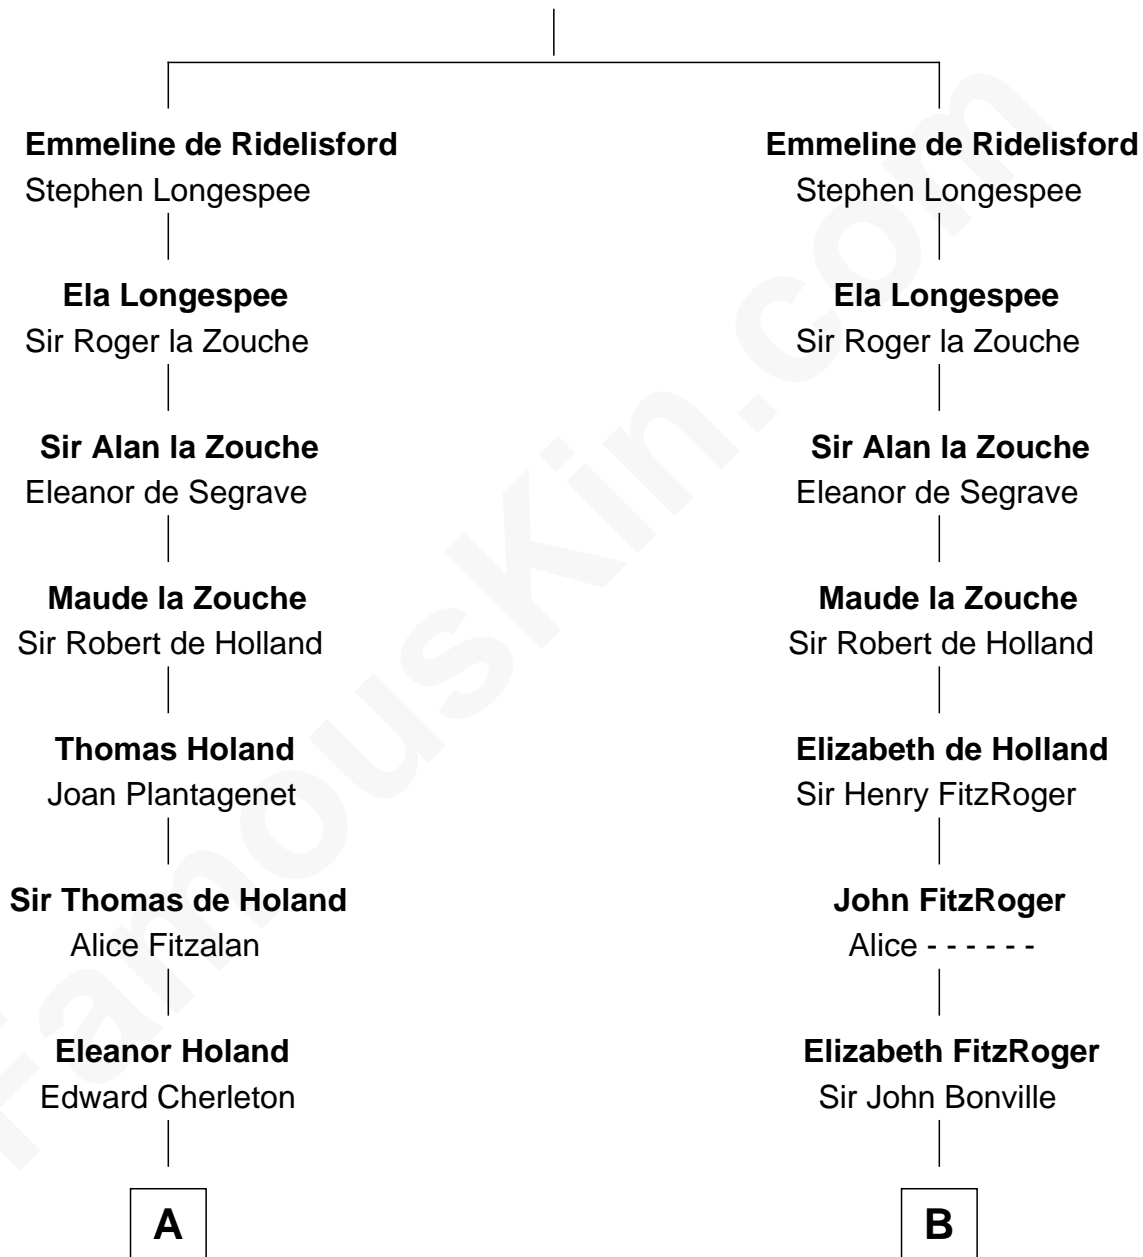 Emmeline de Ridelisford
Stephen Longespee
Ela Longespee
Sir Roger la Zouche
Sir Alan la Zouche
Eleanor de Segrave
Maude la Zouche
Sir Robert de Holland
Thomas Holand
Joan Plantagenet
Sir Thomas de Holand
Alice Fitzalan
Eleanor Holand
Edward Cherleton
A
Emmeline de Ridelisford
Stephen Longespee
Ela Longespee
Sir Roger la Zouche
Sir Alan la Zouche
Eleanor de Segrave
Maude la Zouche
Sir Robert de Holland
Elizabeth de Holland
Sir Henry FitzRoger
John FitzRoger
Alice - - - - - -
Elizabeth FitzRoger
Sir John Bonville
B
FamousKin.com